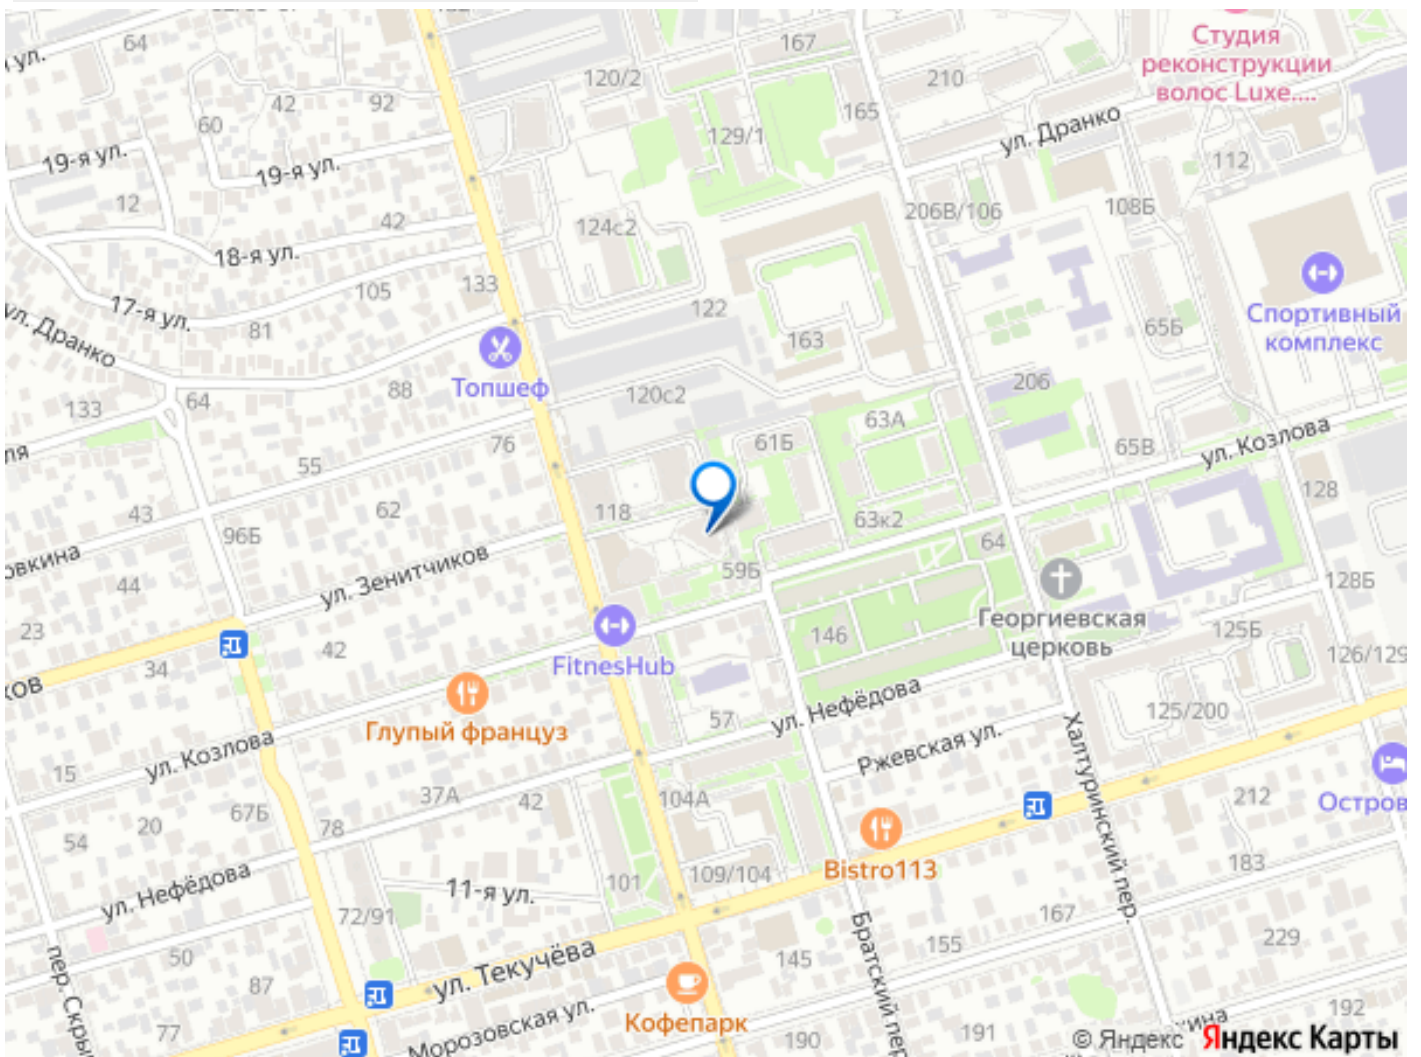 64
167
Студия
реконструкции
волос Luxe....
120/2
210
42
92
60
165
129/1
ул. Дранко
19-я ул.
19-я ул.
112
12
42
124с2
206В/106
108Б
18-я ул.
133
105
17-я ул.
81
122
163
65Б
Спортивный
комплекс
ул. Дранко
Топшеф
88
120с2
206
133
64
63А
76
61Б
65В
ул. Козлова
55
62
43
118
63к2
128
96Б
64
44
ул. Зенитчиков
59Б
128Б
Георгиевская
церковь
23
146
125Б
42
34
FitnesHub
126/129
Глупый француз
57
ул. Нефёдова
125/200
ул. Козлова
Ржевская ул.
Халтуринский пер.
15
37А
42
104А
212
Остров
67Б
20
78
54
Bistro113
183
ул. Нефёдова
11-я ул.
101
109/104
72/91
167
155
229
50
145
ул. Текучёва
Братский пер
87
пер. Скры
Кофепарк
Морозовская ул.
77
190
191
192
© Яндекс Яндекс Карты